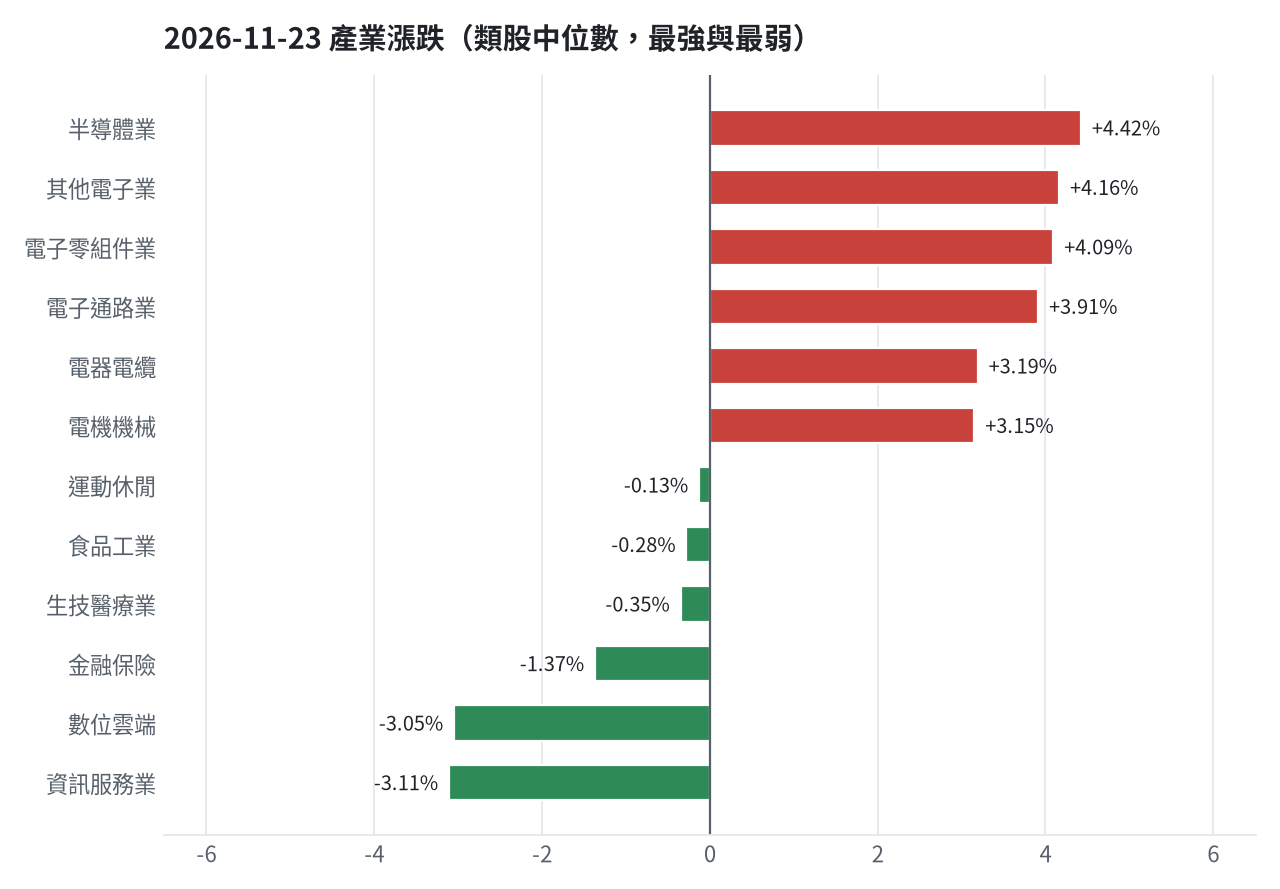 2026-11-23 產業漲跌（類股中位數，最強與最弱）
半導體業 +4.42%
其他電子業 +4.16%
電子零組件業 +4.09%
電子通路業 +3.91%
電器電纜 +3.19%
電機機械 +3.15%
運動休閒 -0.13%
食品工業 -0.28%
生技醫療業 -0.35%
金融保險 -1.37%
數位雲端 -3.05%
資訊服務業 -3.11%
-6 -4 -2 0 2 4 6